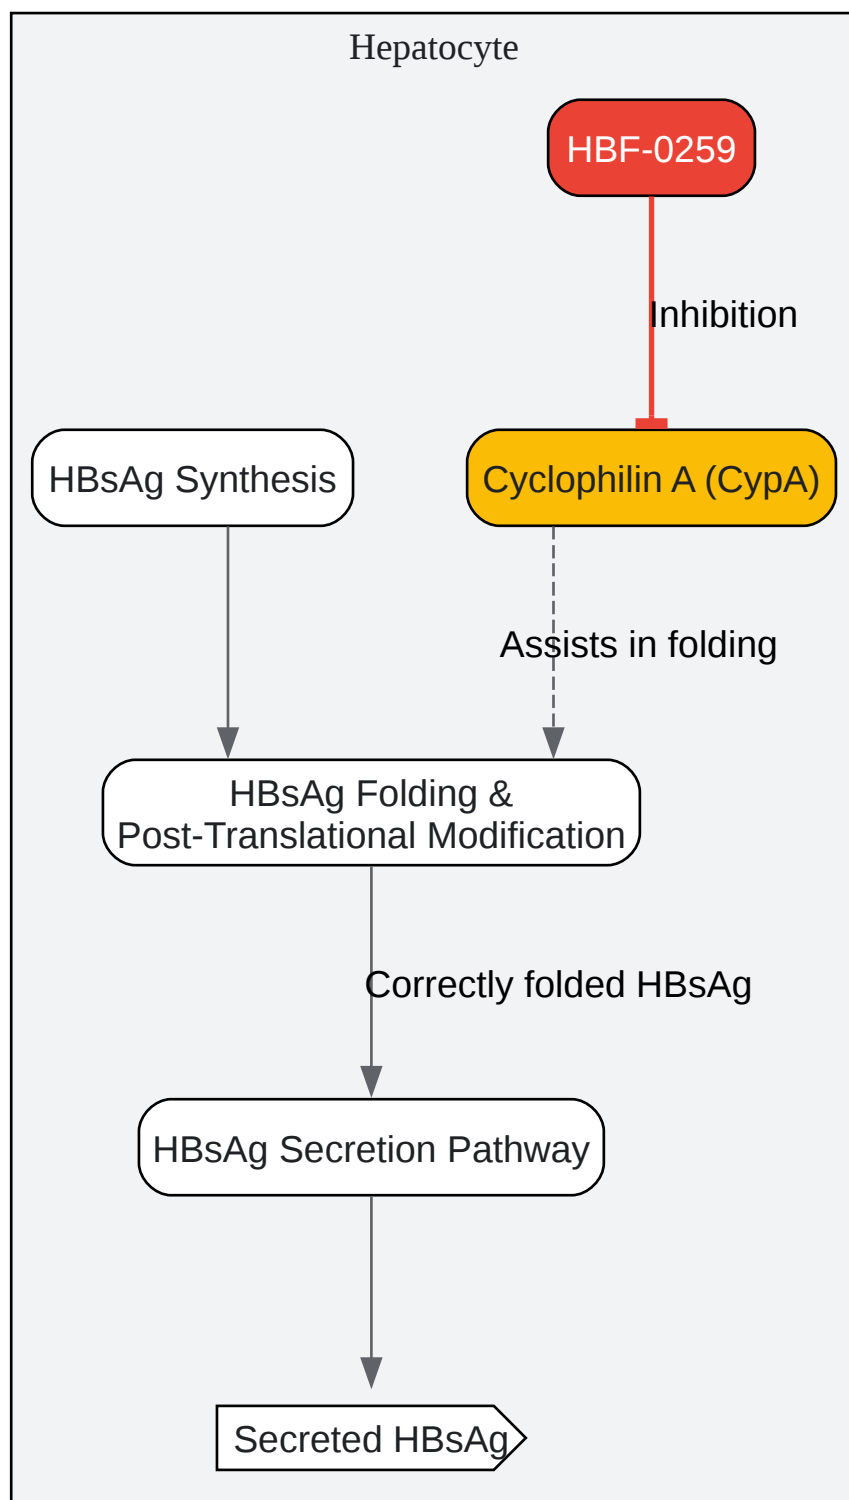 Hepatocyte
HBF-0259
Inhibition
HBsAg Synthesis
Cyclophilin A (CypA)
Assists in folding
HBsAg Folding &
Post-Translational Modification
Correctly folded HBsAg
HBsAg Secretion Pathway
Secreted HBsAg